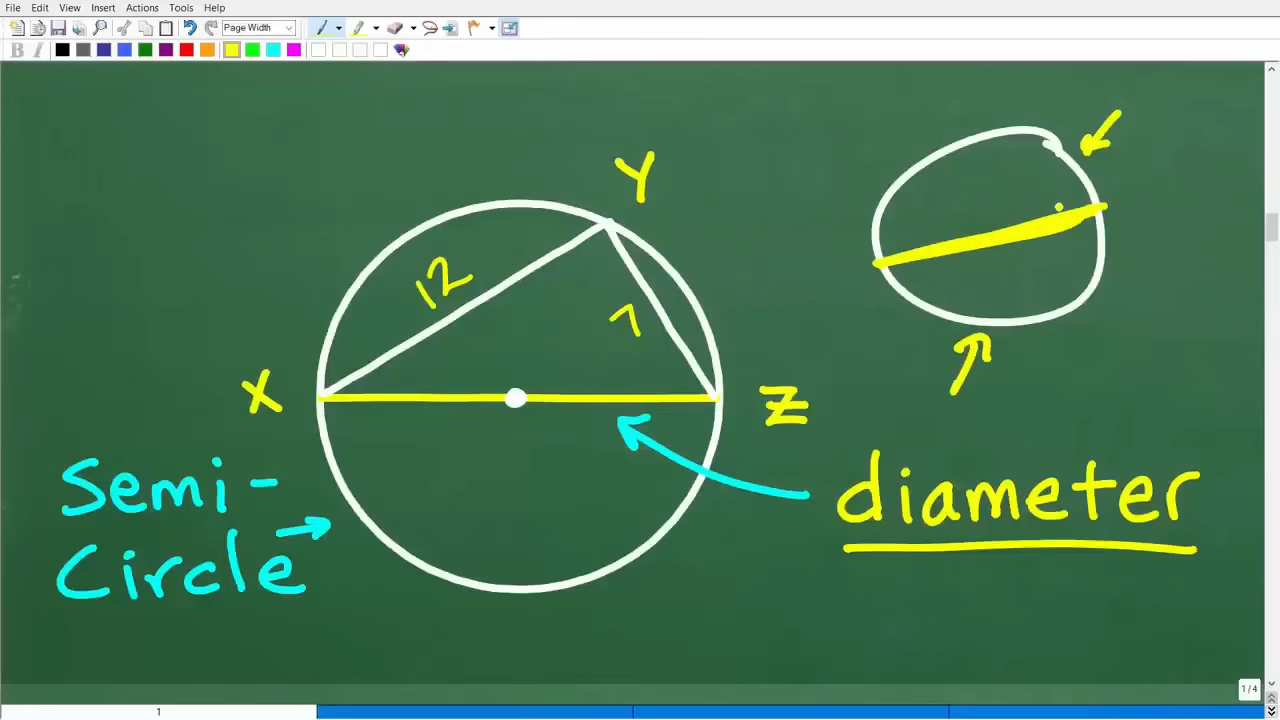 File Edit View Insert Actions Tools Help
Page Width
B I
Y
12
7
X
Z
Semi-
Circle
diameter
1/4
1